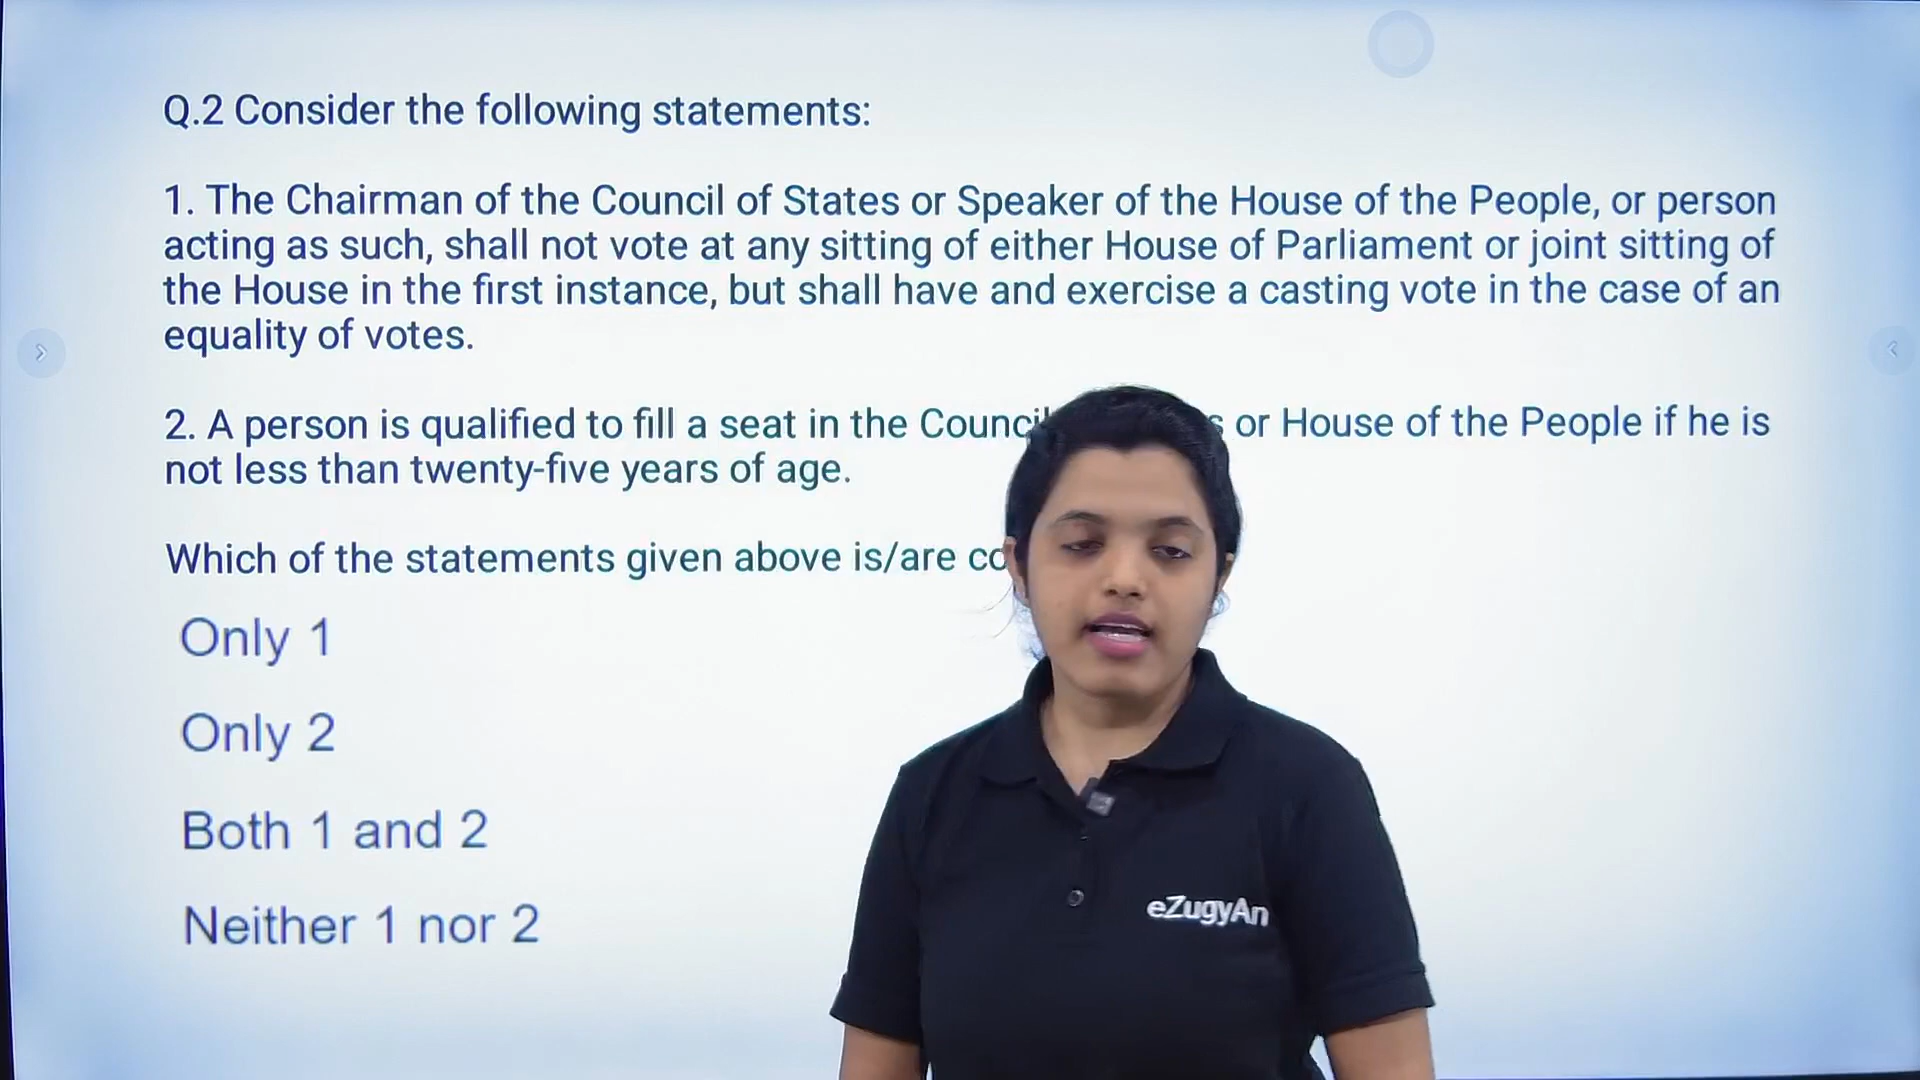 Q.2 Consider the following statements:
1. The Chairman of the Council of States or Speaker of the House of the People, or person
acting as such, shall not vote at any sitting of either House of Parliament or joint sitting of
the House in the first instance, but shall have and exercise a casting vote in the case of an
equality of votes.
2. A person is qualified to fill a seat in the or House of the People if he is
not less than twenty-five years of age.
Which of the statements given above is/are
Only 1
Only 2
Both 1 and 2
Neither 1 nor 2
eZugyAn